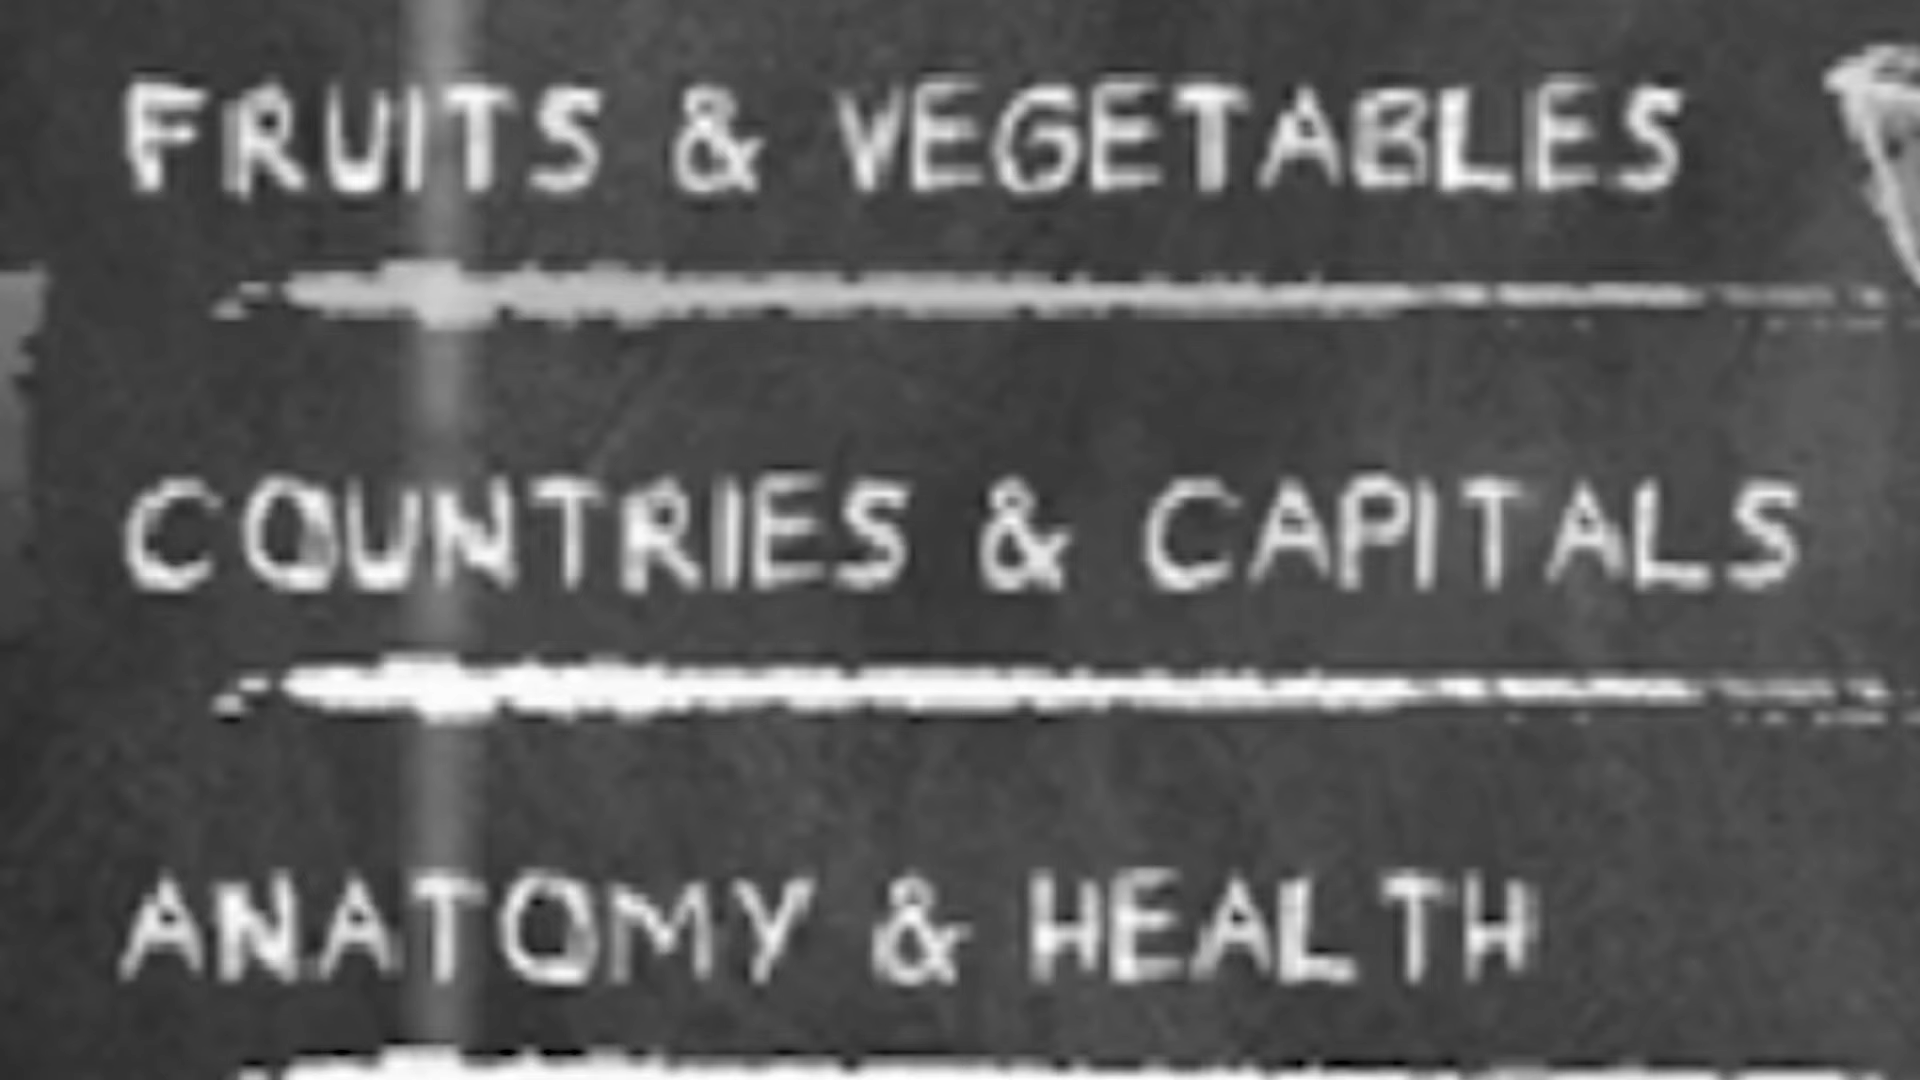 FRUITS & VEGETABLES
COUNTRIES & CAPITALS
ANATOMY & HEALTH